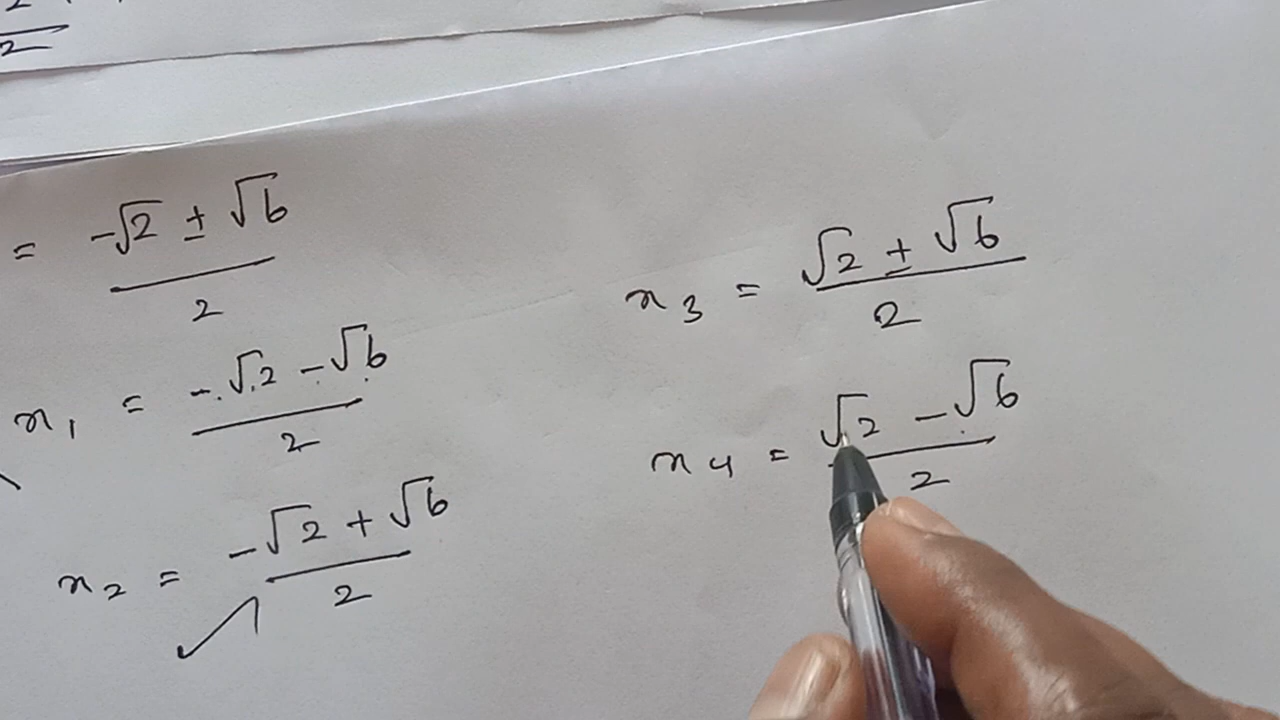 2
= -√2 ± √6 / 2
x₁ = -√2 - √6 / 2
x₂ = -√2 + √6 / 2
x₃ = √2 ± √6 / 2
x₄ = √2 - √6 / 2